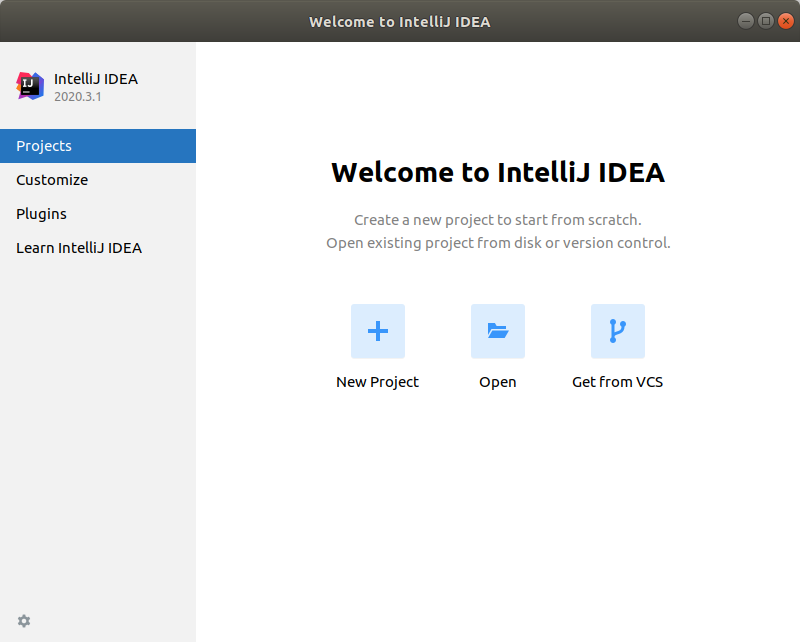 Welcome to IntelliJ IDEA
IJ
IntelliJ IDEA
2020.3.1
Projects
Customize
Plugins
Learn IntelliJ IDEA
Welcome to IntelliJ IDEA
Create a new project to start from scratch.
Open existing project from disk or version control.
New Project
Open
Get from VCS